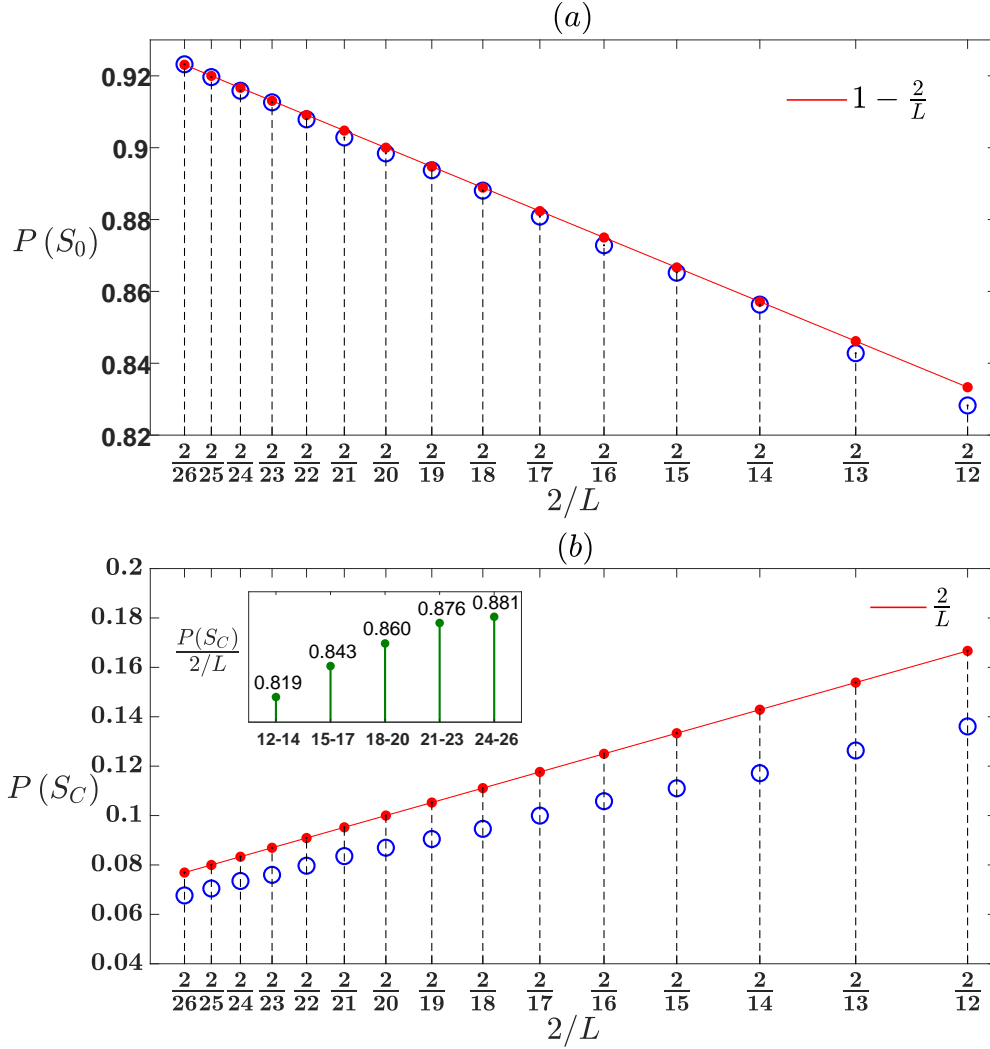 (a)
0.92
0.9
0.88
0.86
0.84
0.82
P (S_0)
1 − 2/L
2/26 2/25 2/24 2/23 2/22 2/21 2/20 2/19 2/18 2/17 2/16 2/15 2/14 2/13 2/12
2/L
(b)
0.2
0.18
0.16
0.14
0.12
0.1
0.08
0.06
0.04
P (S_C)
2/L
P(S_C)/2/L
0.819 0.843 0.860 0.876 0.881
12-14 15-17 18-20 21-23 24-26
2/26 2/25 2/24 2/23 2/22 2/21 2/20 2/19 2/18 2/17 2/16 2/15 2/14 2/13 2/12
2/L